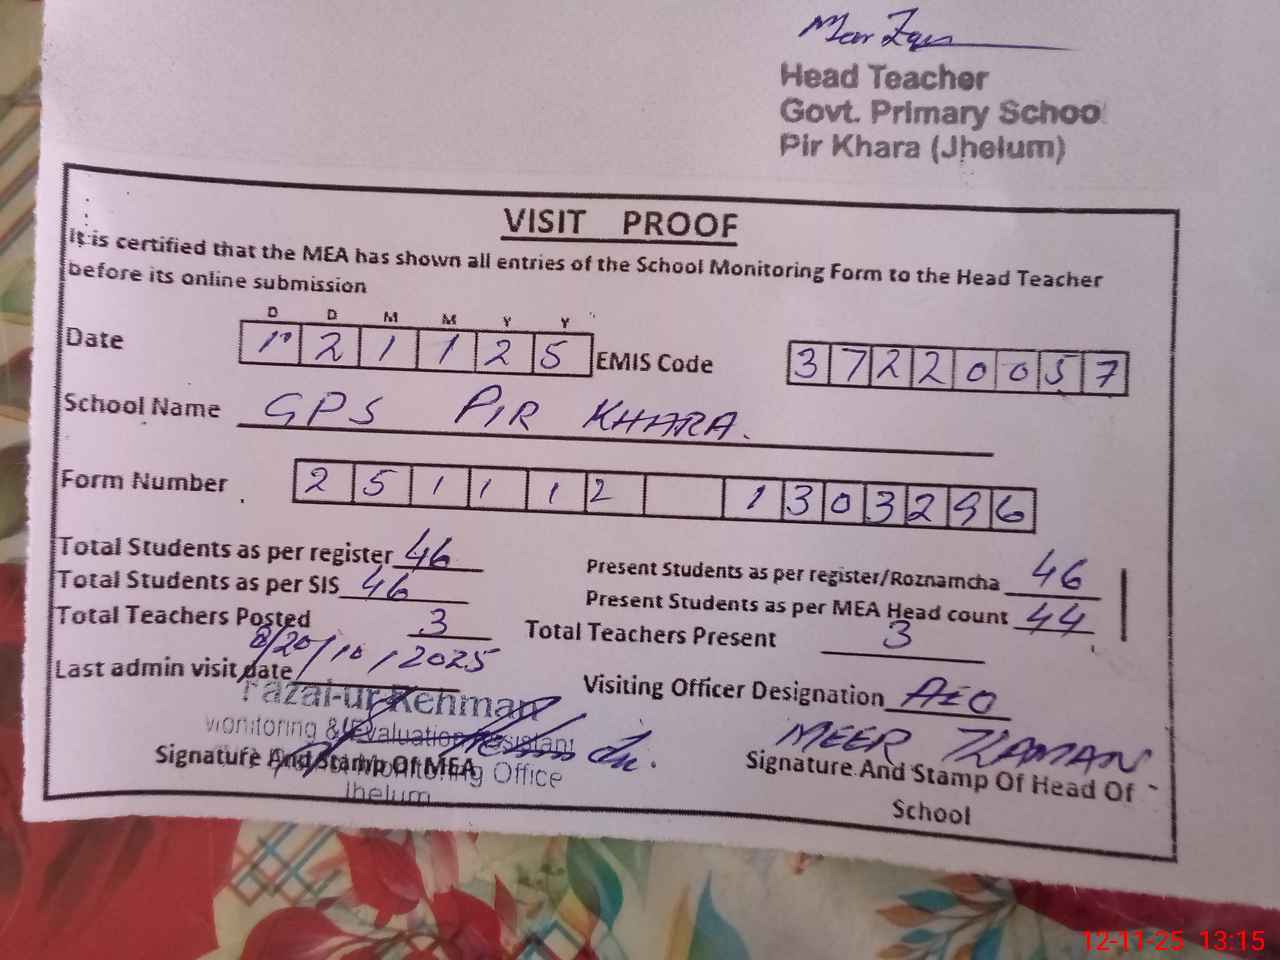 Head Teacher
Govt. Primary Schoo
Pir Khara (Jhelum)
VISIT PROOF
It is certified that the MEA has shown all entries of the School Monitoring Form to the Head Teacher
before its online submission
D D M M Y Y
Date 1 2 1 1 2 5 EMIS Code 3 7 2 2 0 0 5 7
School Name GPS PIR KHARA.
Form Number 2 5 1 1 1 2 1 3 0 3 2 9 6
Total Students as per register 46 Present Students as per register/Roznamcha 46
Total Students as per SIS 46 Present Students as per MEA Head count 44
Total Teachers Posted 3 Total Teachers Present 3
Last admin visit date /20/10/2025 Visiting Officer Designation AEO
Fazal-ur Rehman
Monitoring & Evaluation Assistant
Monitoring Office
Jhelum
Signature And Stamp Of MEA
MEER ZAMAN
Signature And Stamp Of Head Of
School
12-11-25 13:15